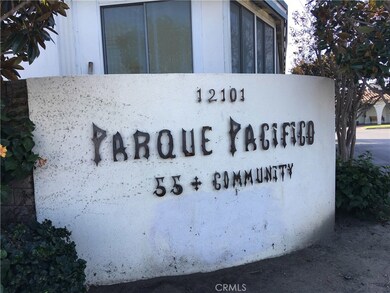 12101
PARQUE PACIFICO
55+ COMMUNITY
CRMLS